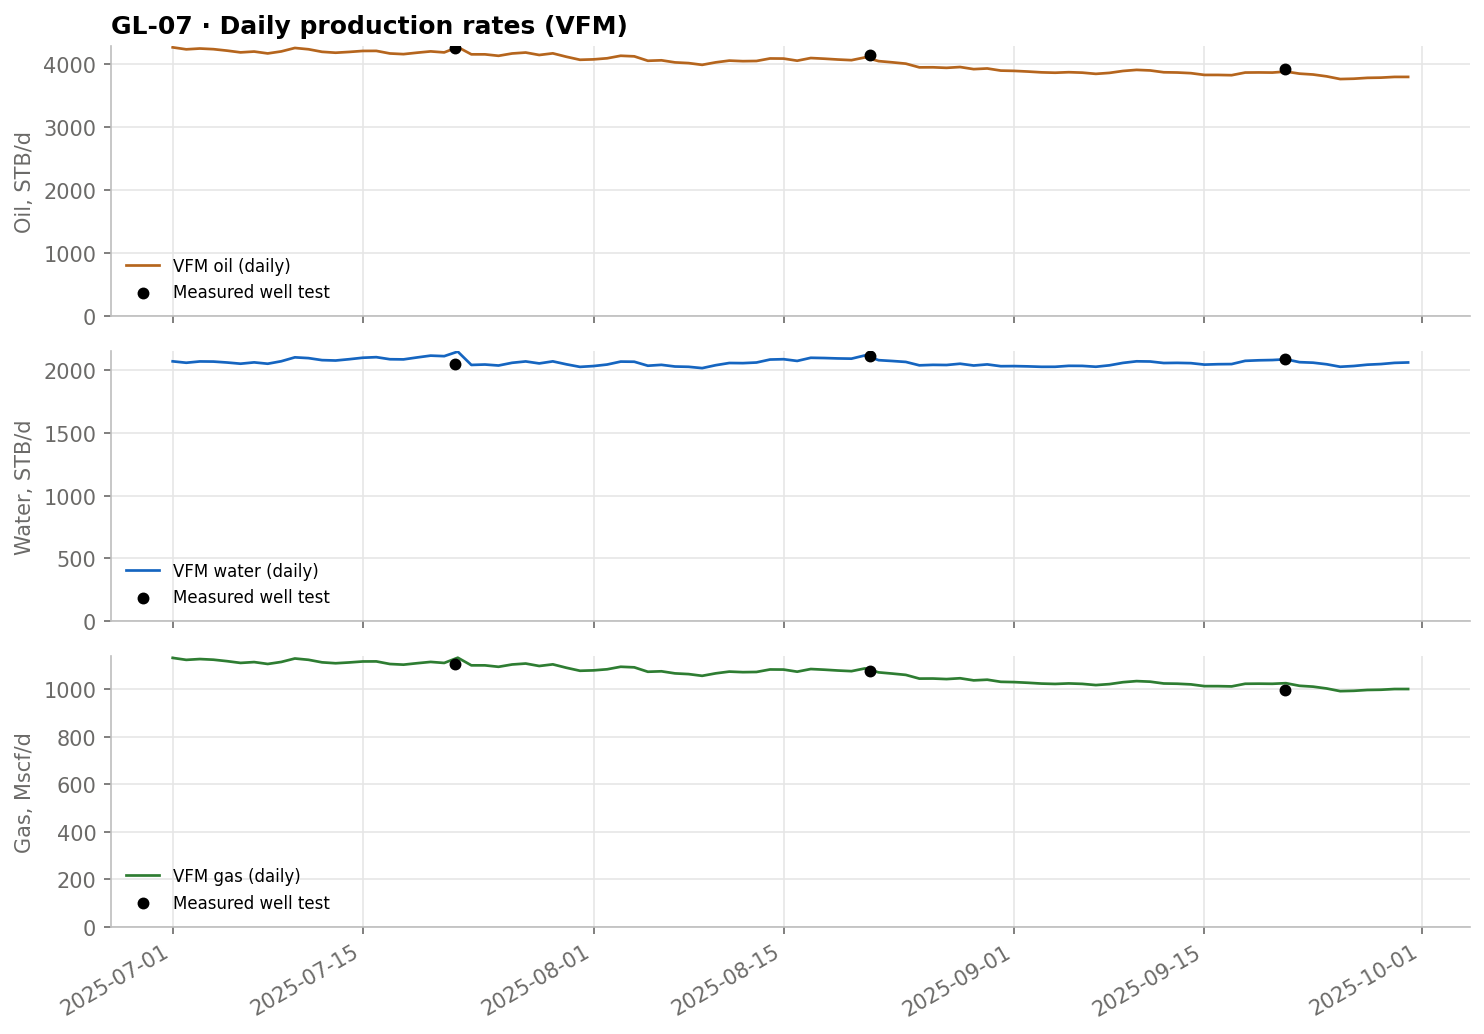 GL-07 · Daily production rates (VFM)
Oil, STB/d
4000
3000
2000
1000
0
VFM oil (daily)
Measured well test
Water, STB/d
2000
1500
1000
500
0
VFM water (daily)
Measured well test
Gas, Mscf/d
1000
800
600
400
200
0
VFM gas (daily)
Measured well test
2025-07-01
2025-07-15
2025-08-01
2025-08-15
2025-09-01
2025-09-15
2025-10-01